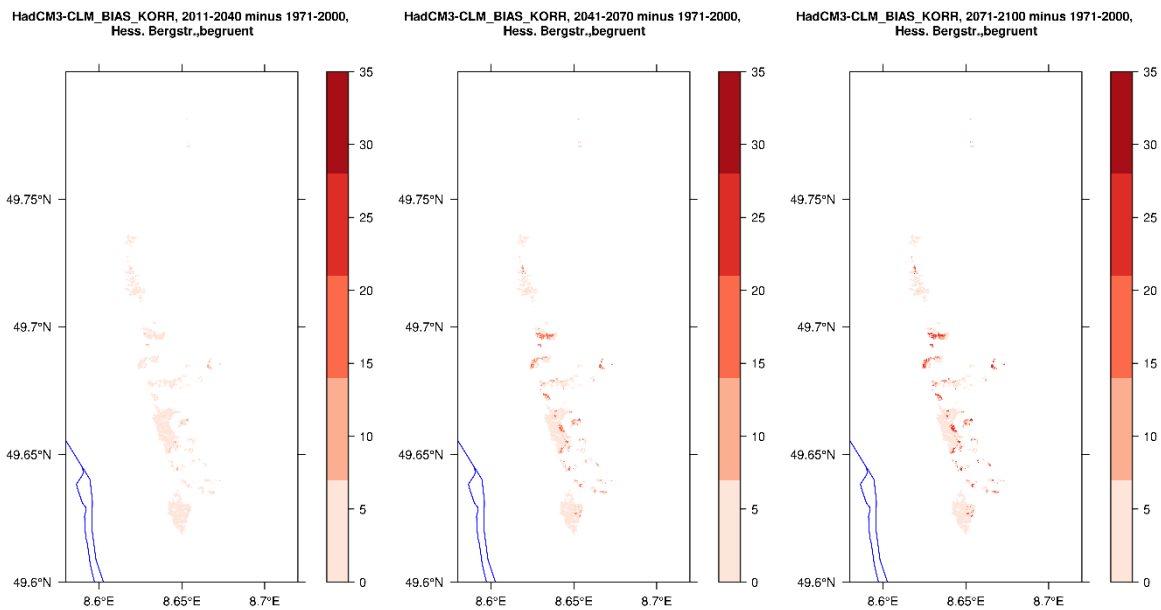 HadCM3-CLM_BIAS_KORR, 2011-2040 minus 1971-2000,
Hess. Bergstr.,begruent
35
30
49.75°N
25
20
49.7°N
15
10
49.65°N
5
49.6°N
0
8.6°E
8.65°E
8.7°E
HadCM3-CLM_BIAS_KORR, 2041-2070 minus 1971-2000,
Hess. Bergstr.,begruent
35
30
49.75°N
25
20
49.7°N
15
10
49.65°N
5
49.6°N
0
8.6°E
8.65°E
8.7°E
HadCM3-CLM_BIAS_KORR, 2071-2100 minus 1971-2000,
Hess. Bergstr.,begruent
35
30
49.75°N
25
20
49.7°N
15
10
49.65°N
5
49.6°N
0
8.6°E
8.65°E
8.7°E